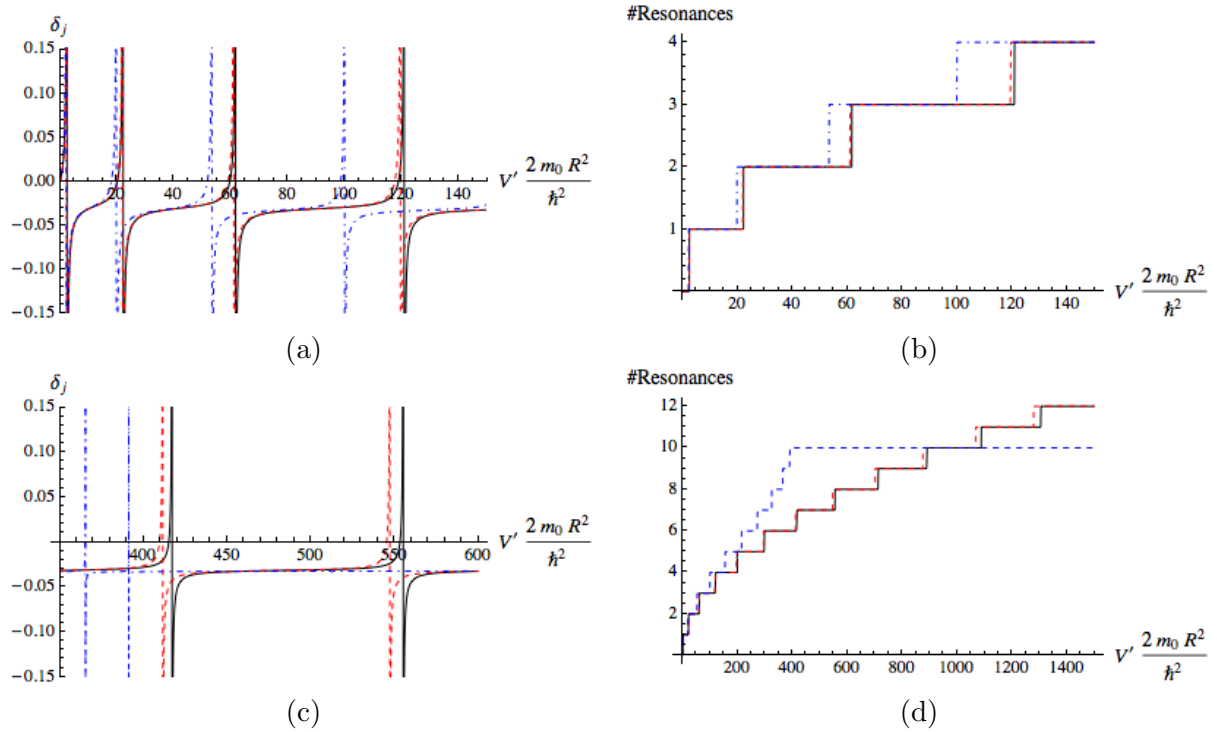 δ_j
0.15
0.10
0.05
0.00
−0.05
−0.10
−0.15
20 40 60 80 100 120 140
V′ 2 m_0 R^2 / ℏ^2
(a)
#Resonances
4
3
2
1
20 40 60 80 100 120 140
V′ 2 m_0 R^2 / ℏ^2
(b)
δ_j
0.15
0.10
0.05
−0.05
−0.10
−0.15
400 450 500 550 600
V′ 2 m_0 R^2 / ℏ^2
(c)
#Resonances
12
10
8
6
4
2
200 400 600 800 1000 1200 1400
V′ 2 m_0 R^2 / ℏ^2
(d)